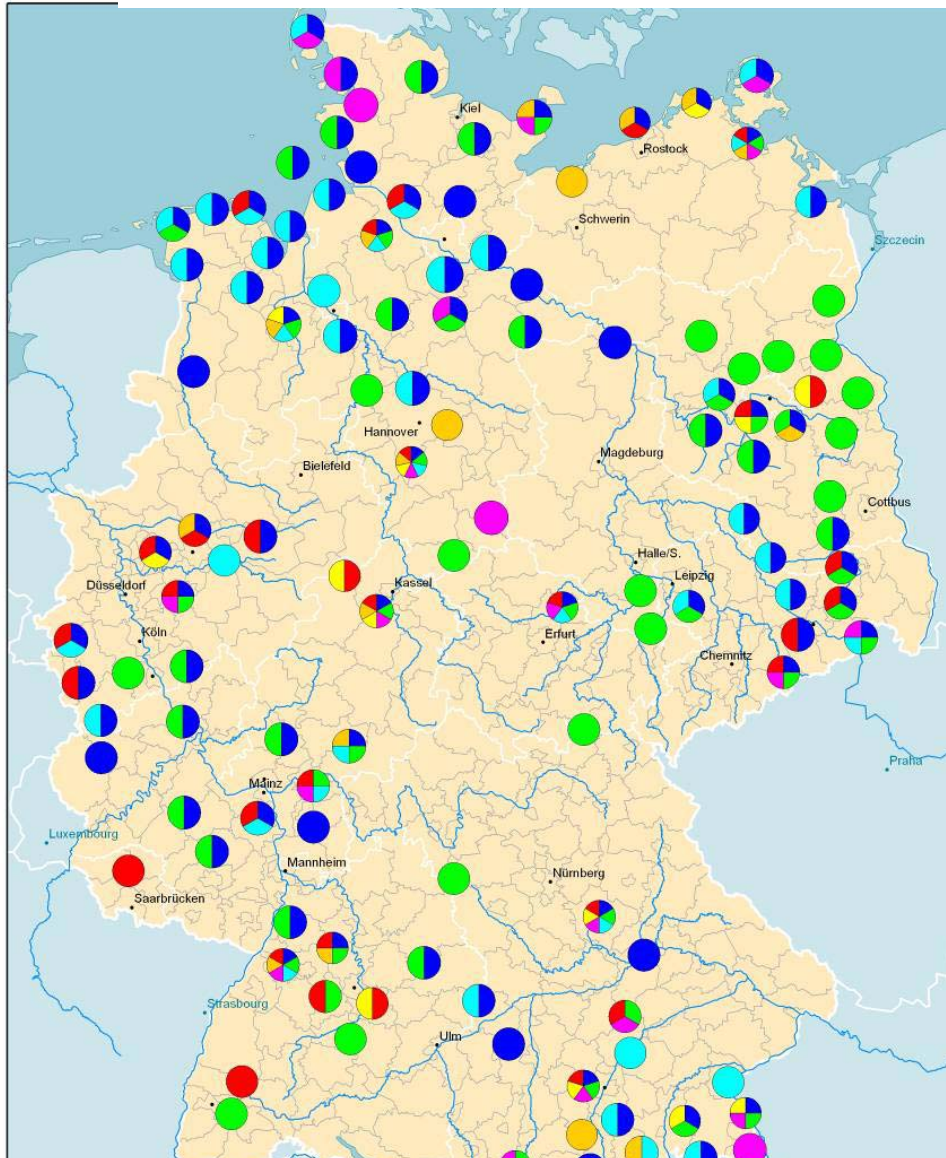 Kiel
Rostock
Schwerin
Szczecin
Hannover
Bielefeld
Magdeburg
Cottbus
Halle/S.
Leipzig
Düsseldorf
Kassel
Köln
Erfurt
Chemnitz
Praha
Mainz
Luxembourg
Mannheim
Nürnberg
Saarbrücken
Strasbourg
Ulm